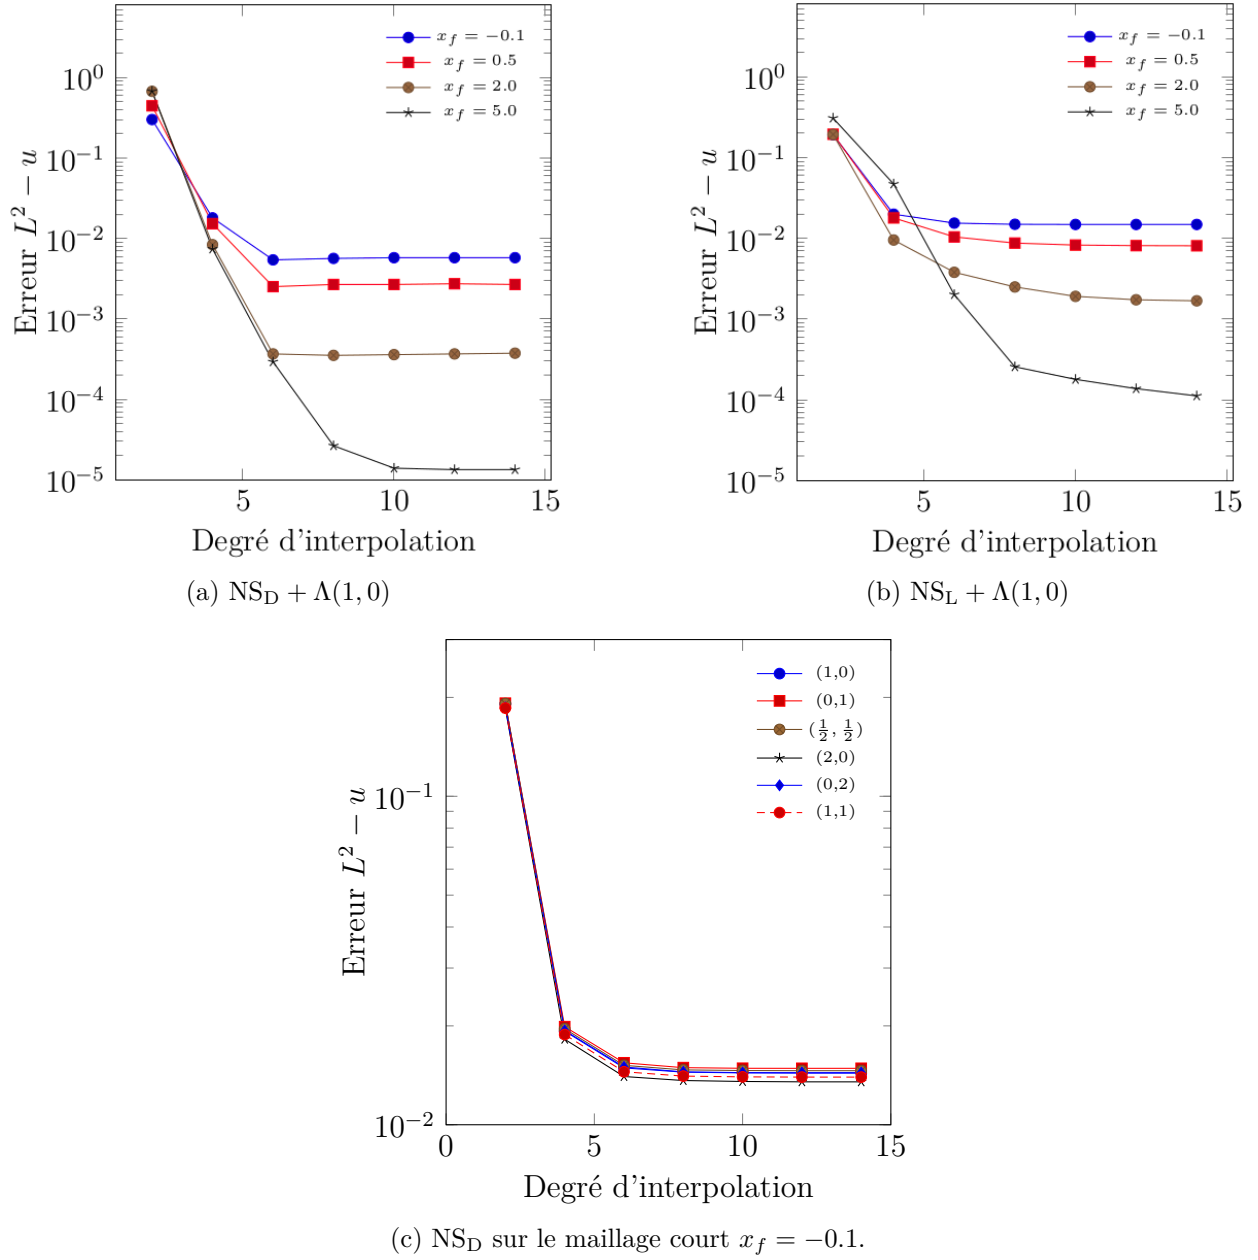 x_f = −0.1
x_f = 0.5
x_f = 2.0
x_f = 5.0
10^0
10^−1
10^−2
10^−3
10^−4
10^−5
Erreur L^2 − u
5 10 15
Degré d'interpolation
(a) NS_D + Λ(1, 0)
x_f = −0.1
x_f = 0.5
x_f = 2.0
x_f = 5.0
10^0
10^−1
10^−2
10^−3
10^−4
10^−5
Erreur L^2 − u
5 10 15
Degré d'interpolation
(b) NS_L + Λ(1, 0)
(1,0)
(0,1)
(1/2, 1/2)
(2,0)
(0,2)
(1,1)
10^−1
10^−2
Erreur L^2 − u
0 5 10 15
Degré d'interpolation
(c) NS_D sur le maillage court x_f = −0.1.